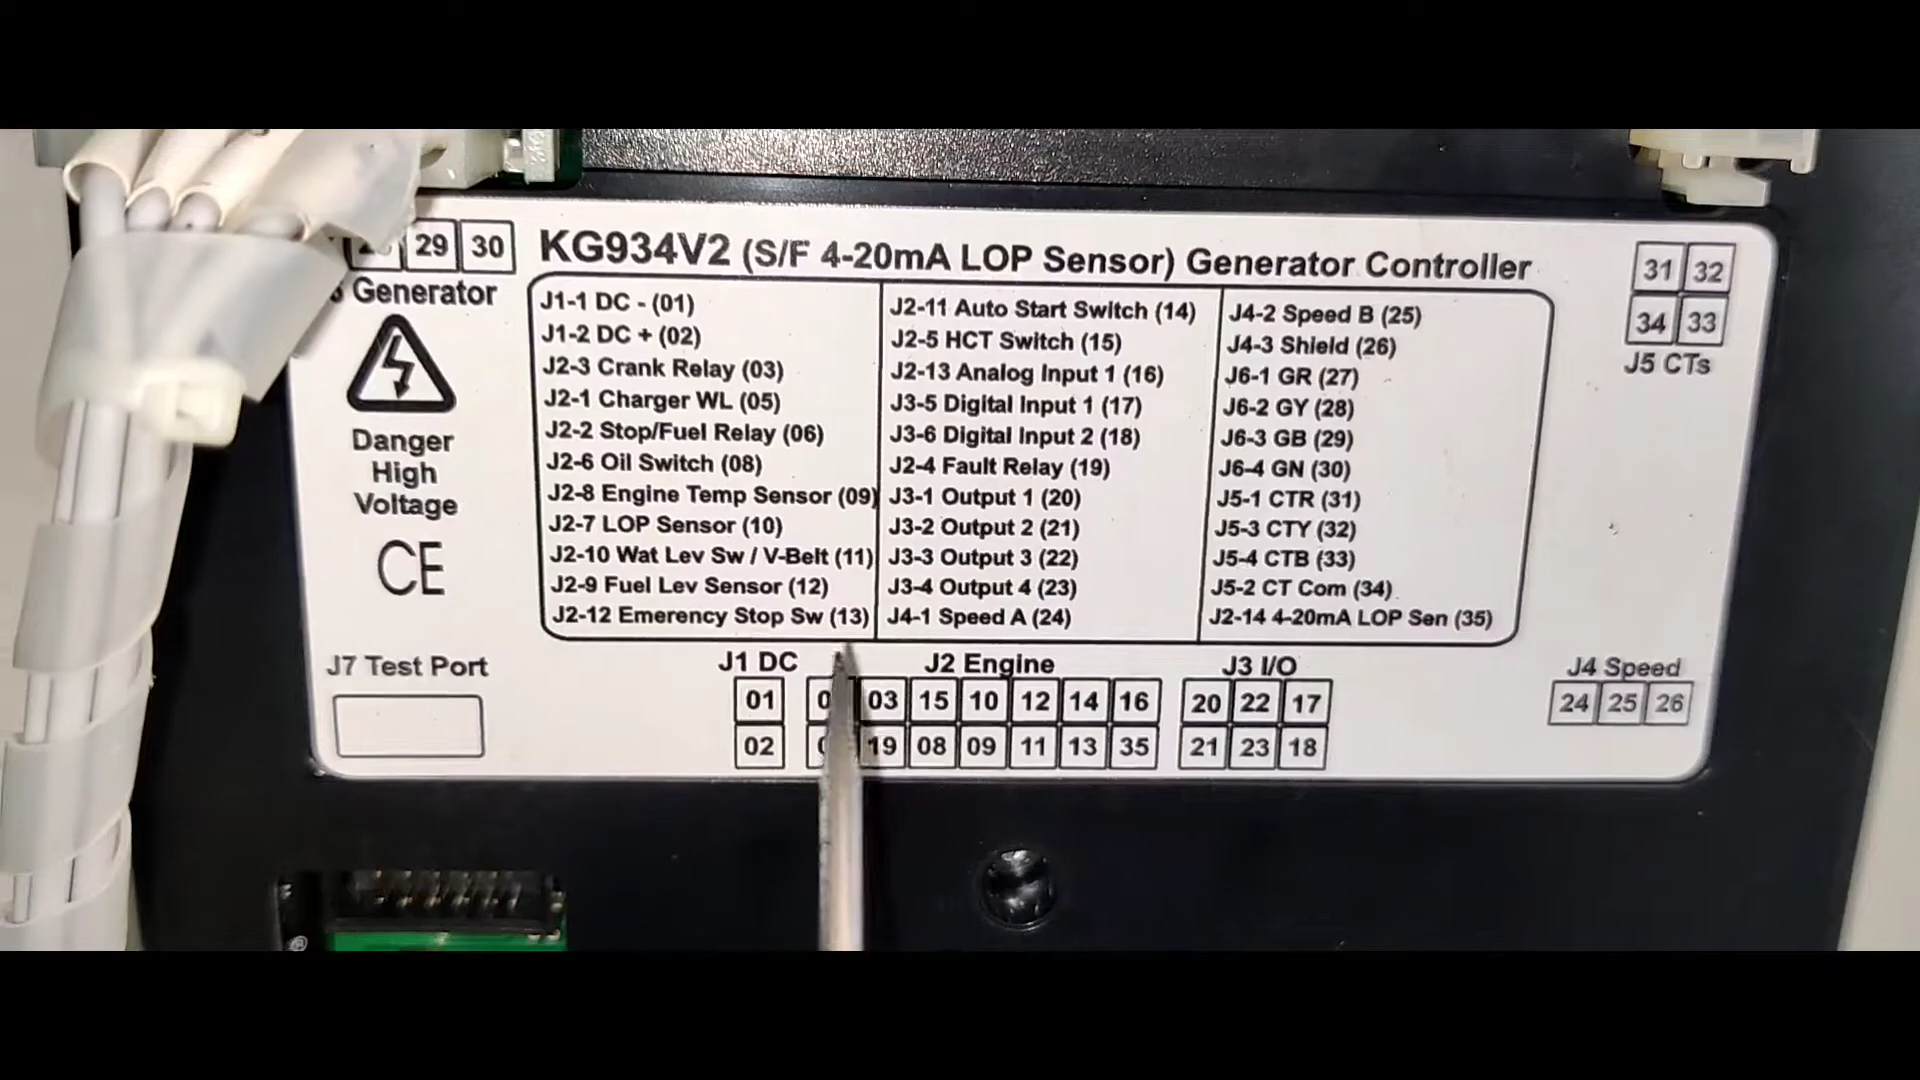 29 30
KG934V2 (S/F 4-20mA LOP Sensor) Generator Controller
31 32
34 33
J5 CTs
Generator
Danger
High
Voltage
CE
J1-1 DC - (01)
J1-2 DC + (02)
J2-3 Crank Relay (03)
J2-1 Charger WL (05)
J2-2 Stop/Fuel Relay (06)
J2-6 Oil Switch (08)
J2-8 Engine Temp Sensor (09)
J2-7 LOP Sensor (10)
J2-10 Wat Lev Sw / V-Belt (11)
J2-9 Fuel Lev Sensor (12)
J2-12 Emerency Stop Sw (13)
J2-11 Auto Start Switch (14)
J2-5 HCT Switch (15)
J2-13 Analog Input 1 (16)
J3-5 Digital Input 1 (17)
J3-6 Digital Input 2 (18)
J2-4 Fault Relay (19)
J3-1 Output 1 (20)
J3-2 Output 2 (21)
J3-3 Output 3 (22)
J3-4 Output 4 (23)
J4-1 Speed A (24)
J4-2 Speed B (25)
J4-3 Shield (26)
J6-1 GR (27)
J6-2 GY (28)
J6-3 GB (29)
J6-4 GN (30)
J5-1 CTR (31)
J5-3 CTY (32)
J5-4 CTB (33)
J5-2 CT Com (34)
J2-14 4-20mA LOP Sen (35)
J7 Test Port
J1 DC
01
02
J2 Engine
03 15 10 12 14 16
19 08 09 11 13 35
J3 I/O
20 22 17
21 23 18
J4 Speed
24 25 26